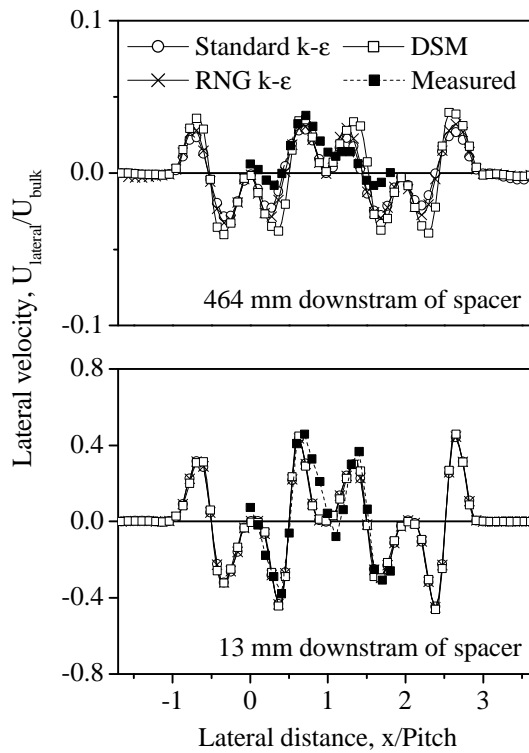 0.1
Standard k-ε
DSM
RNG k-ε
Measured
0.0
-0.1
464 mm downstram of spacer
Lateral velocity, U_lateral/U_bulk
0.8
0.4
0.0
-0.4
-0.8
13 mm downstram of spacer
-1 0 1 2 3
Lateral distance, x/Pitch